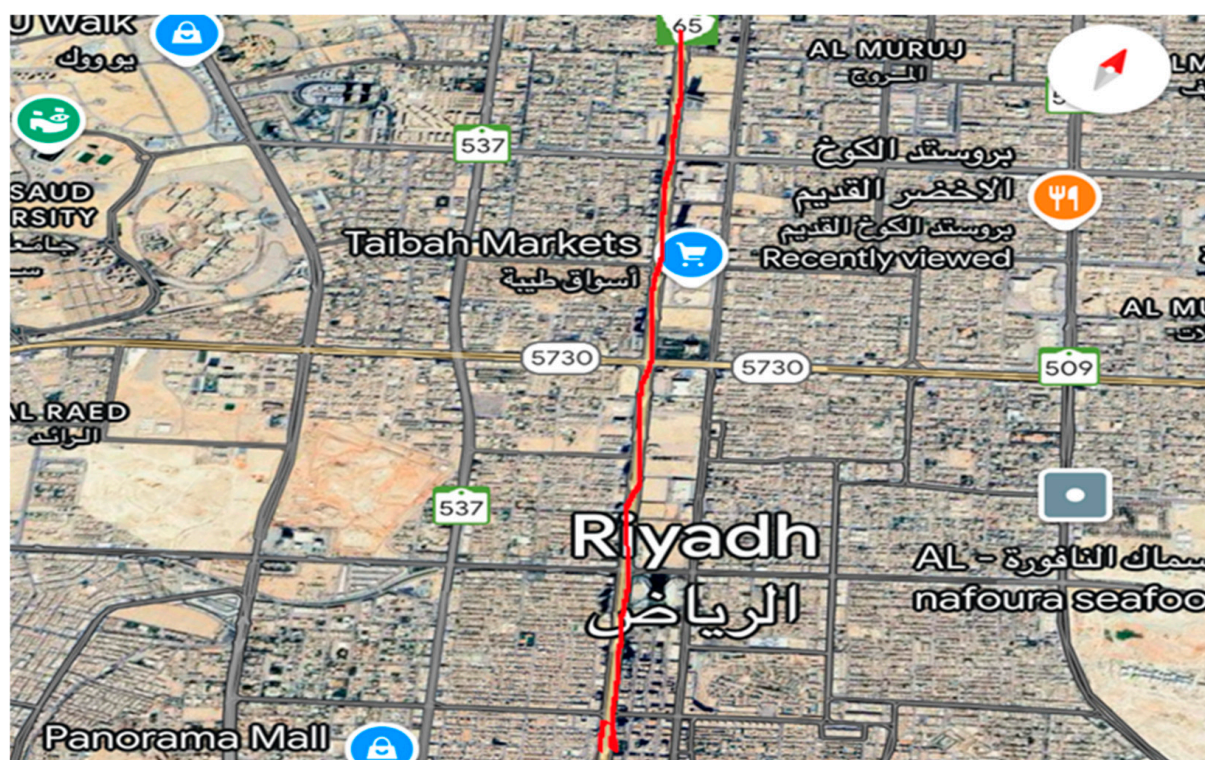 U Walk
يو ووك
65
AL MURUJ
المروج
537
بروستد الكوخ
الاخضر القديم
بروستد الكوخ القديم
Recently viewed
SAUD
ERSITY
Taibah Markets
أسواق طيبة
AL MU
5730
5730
509
AL RAED
الرائد
537
Riyadh
الرياض
AL - سماك النافورة
nafoura seafoo
Panorama Mall